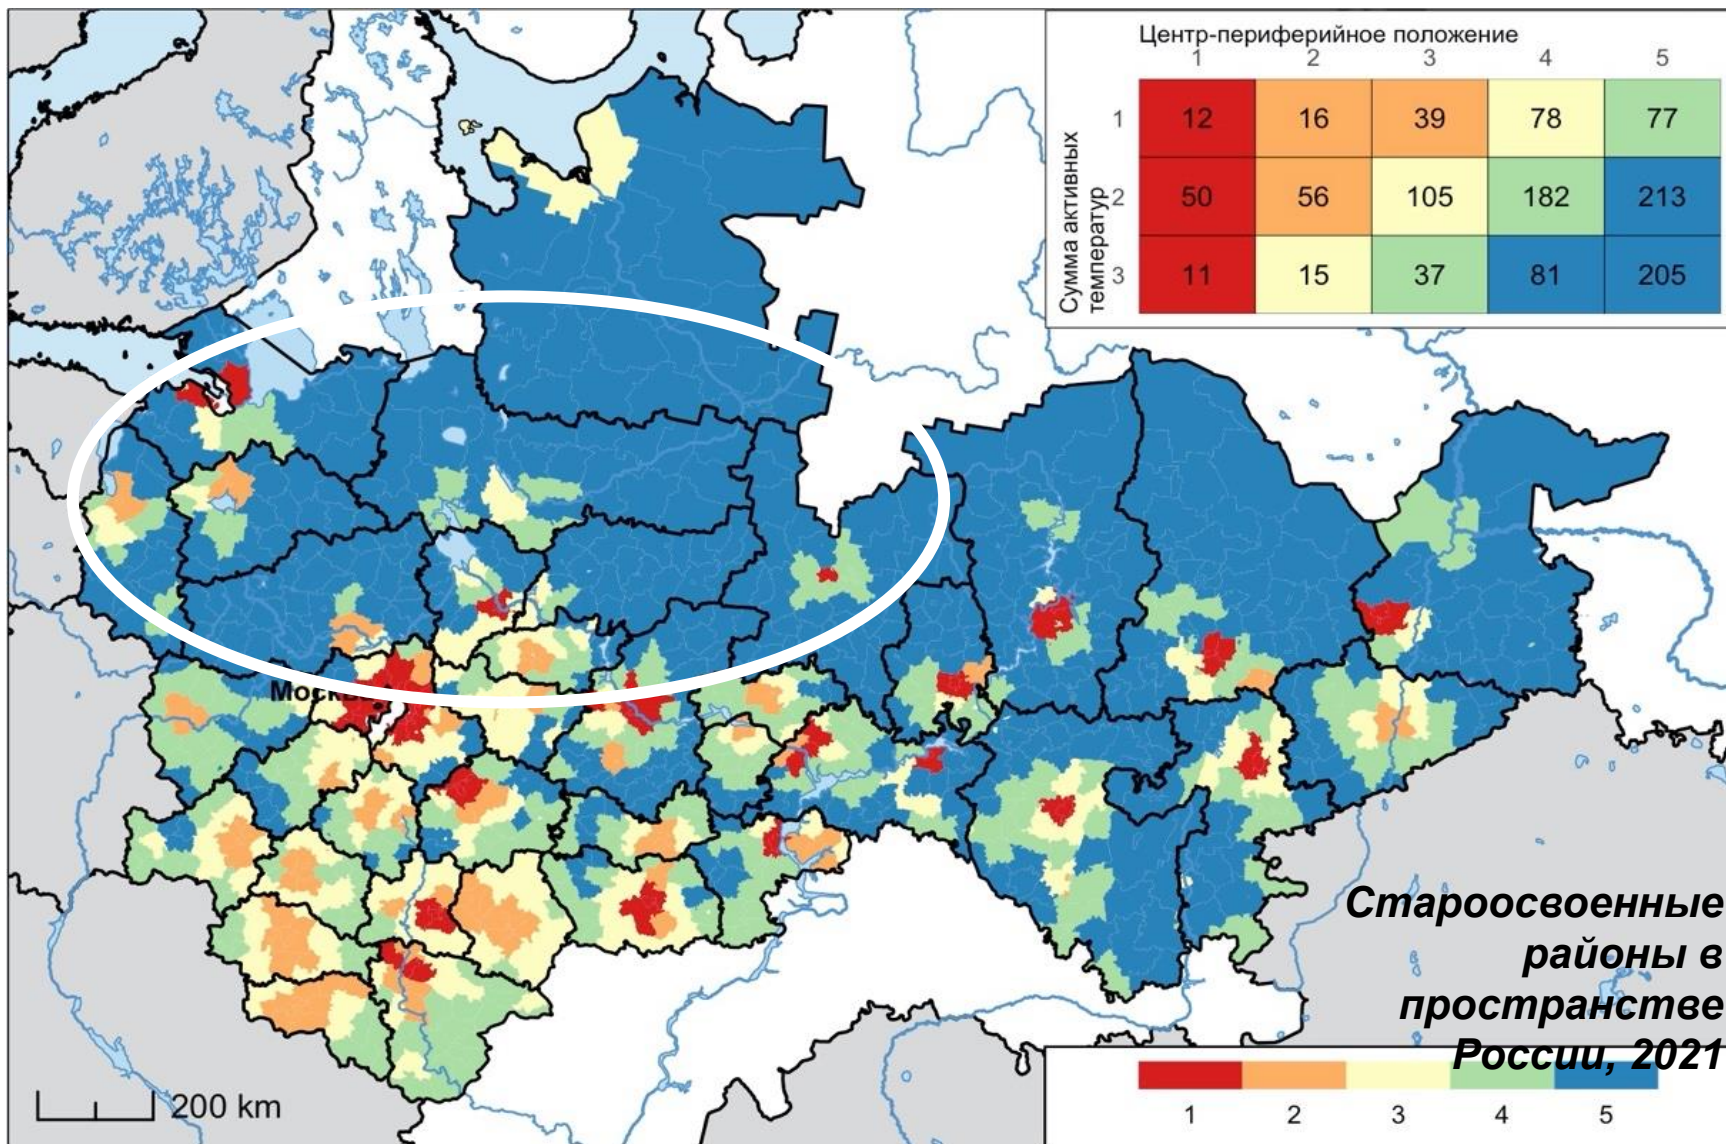 Центр-периферийное положение
1 2 3 4 5
Сумма активных
температур
1 12 16 39 78 77
2 50 56 105 182 213
3 11 15 37 81 205
Староосвоенные
районы в
пространстве
России, 2021
200 km
1 2 3 4 5